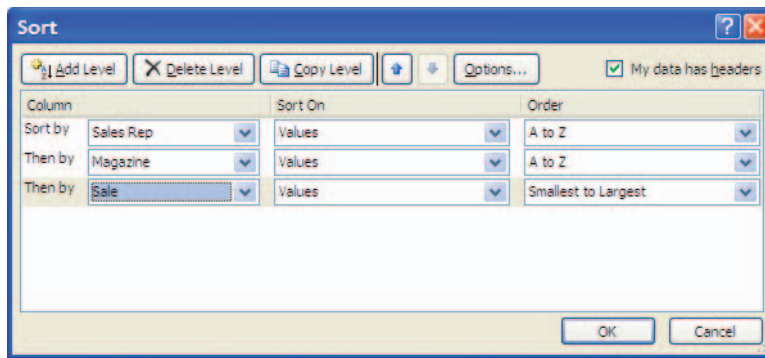 Sort
Add Level Delete Level Copy Level Options... My data has headers
Column Sort On Order
Sort by Sales Rep Values A to Z
Then by Magazine Values A to Z
Then by Sale Values Smallest to Largest
OK Cancel